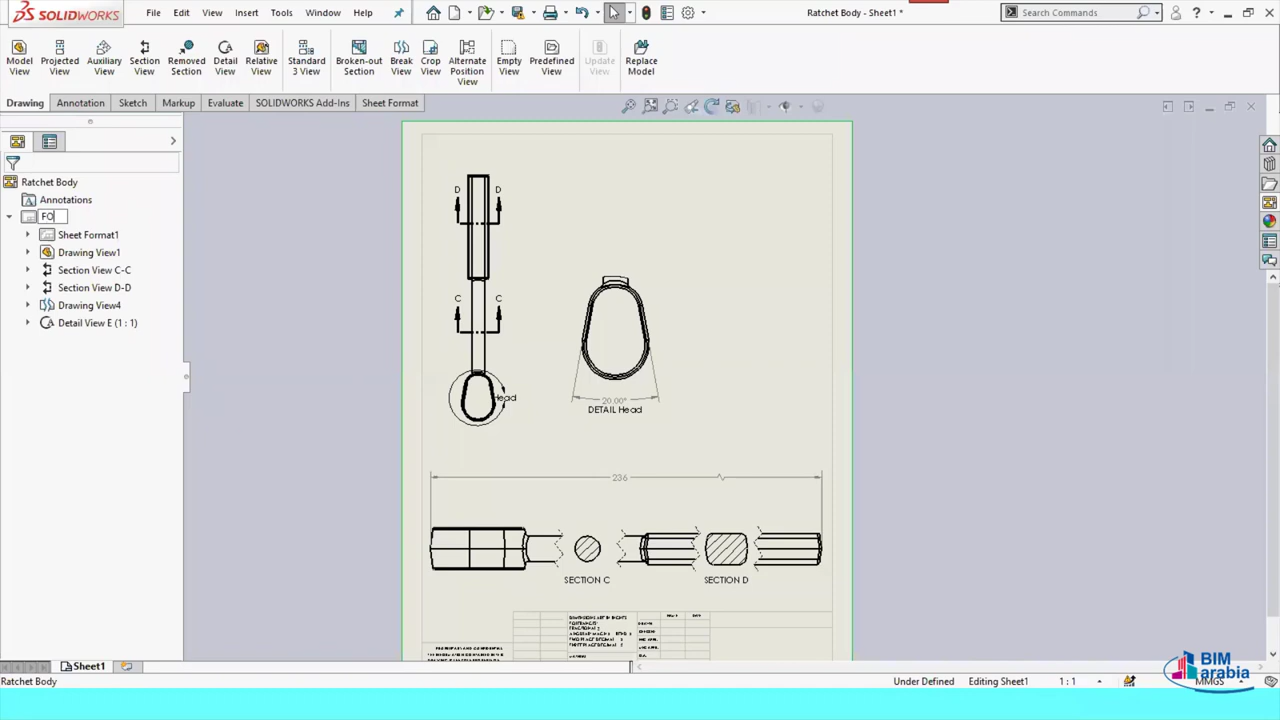 SOLIDWORKS
File Edit View Insert Tools Window Help
Ratchet Body - Sheet1 *
Search Commands
Model View
Projected View
Auxiliary View
Section View
Removed Section
Detail View
Relative View
Standard 3 View
Broken-out Section
Break View
Crop View
Alternate Position View
Empty View
Predefined View
Update View
Replace Model
Drawing Annotation Sketch Markup Evaluate SOLIDWORKS Add-Ins Sheet Format
Ratchet Body
Annotations
FO
Sheet Format1
Drawing View1
Section View C-C
Section View D-D
Drawing View4
Detail View E (1 : 1)
D D
C C
Head
20.00°
DETAIL Head
236
SECTION C SECTION D
Sheet1
Ratchet Body
Under Defined
Editing Sheet1
1 : 1
MMGS
BIM
arabia